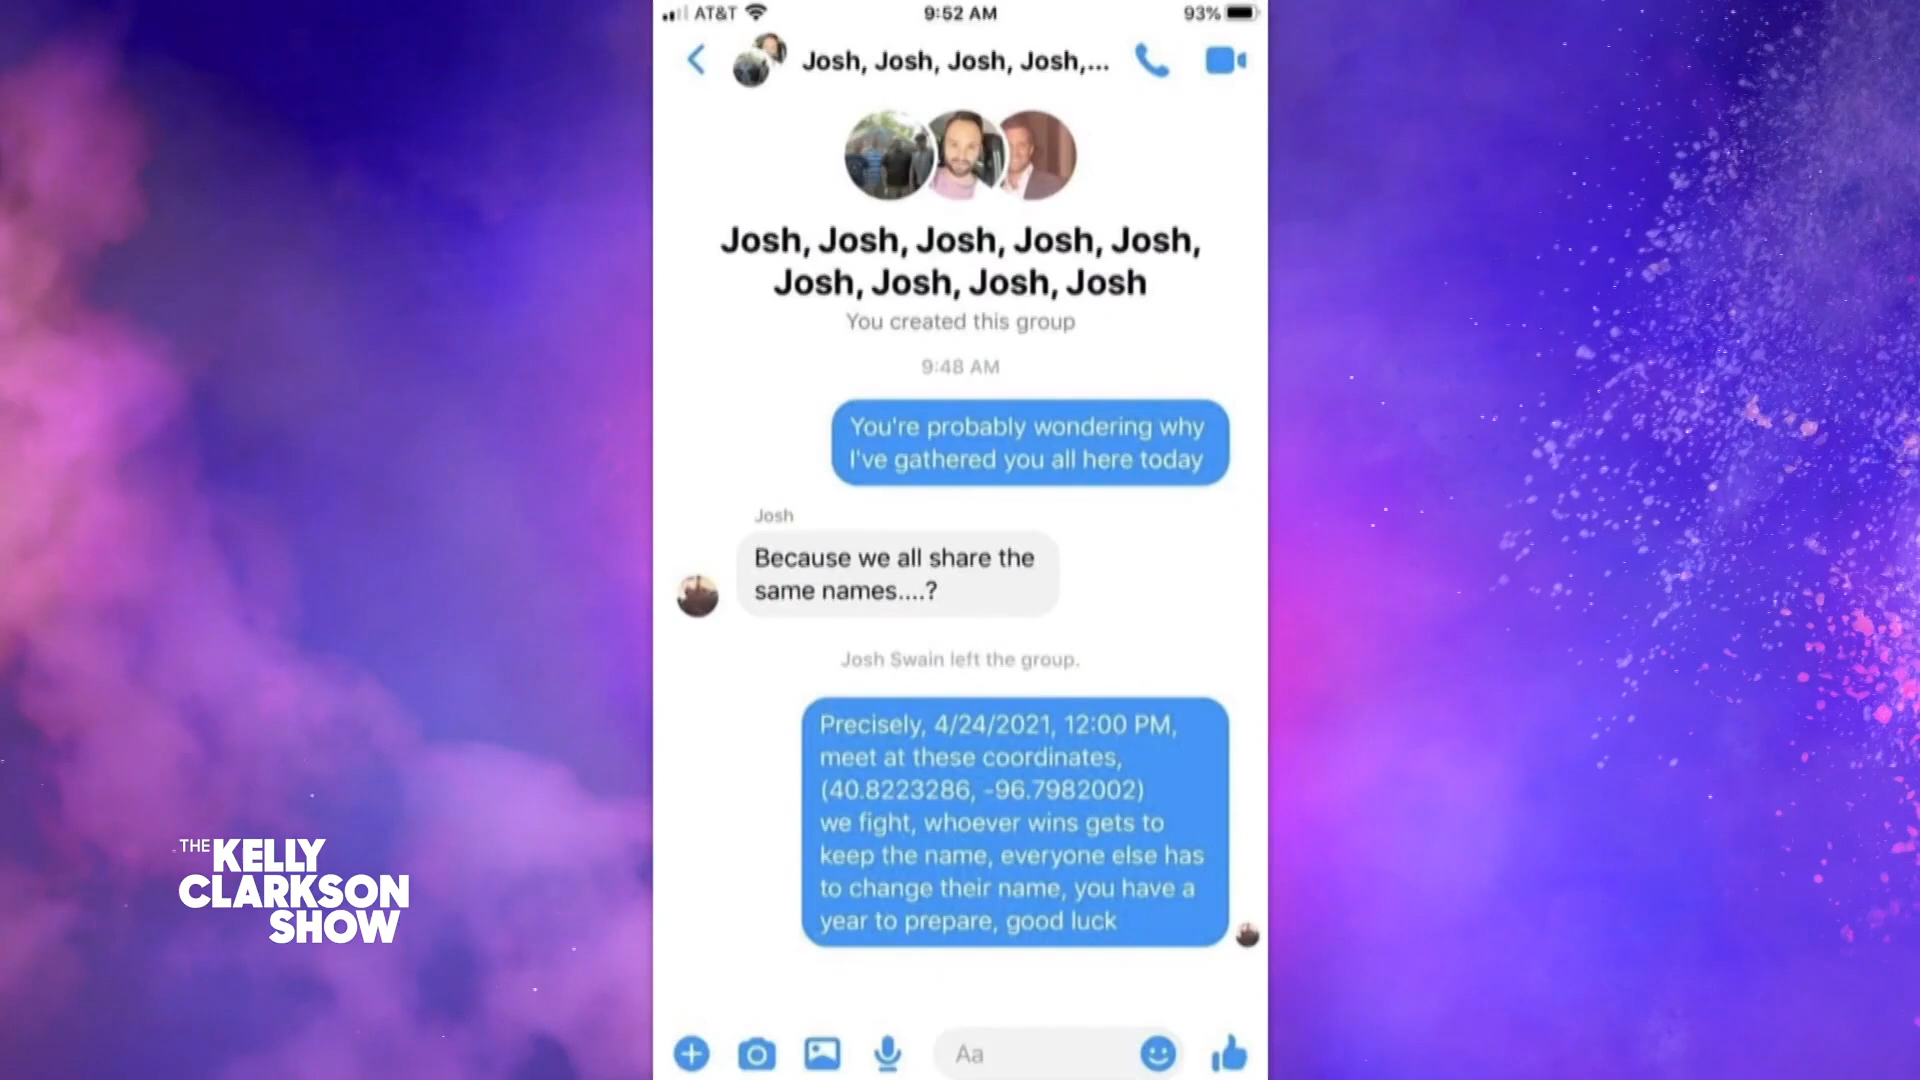 AT&T
9:52 AM
93%
Josh, Josh, Josh, Josh,...
Josh, Josh, Josh, Josh, Josh,
Josh, Josh, Josh, Josh
You created this group
9:48 AM
You're probably wondering why
I've gathered you all here today
Josh
Because we all share the
same names....?
Josh Swain left the group.
Precisely, 4/24/2021, 12:00 PM,
meet at these coordinates,
(40.8223286, -96.7982002)
we fight, whoever wins gets to
keep the name, everyone else has
to change their name, you have a
year to prepare, good luck
Aa
THE KELLY
CLARKSON
SHOW